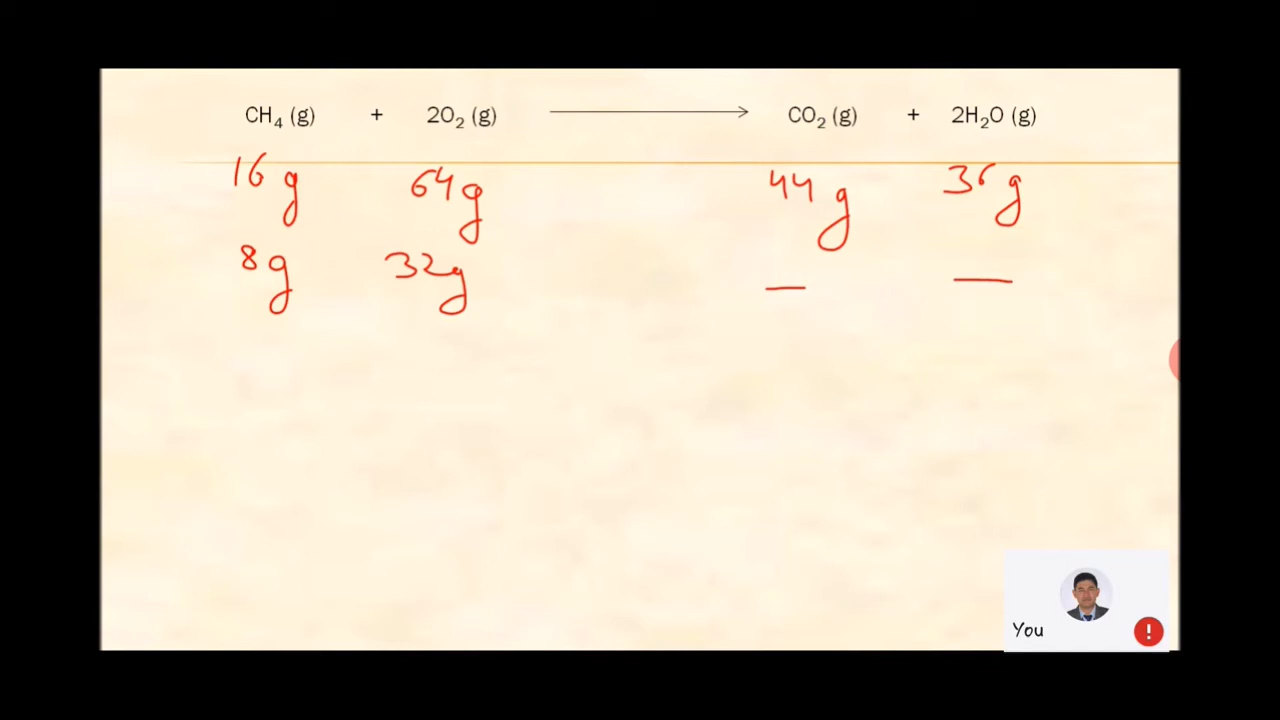 CH₄ (g) + 2O₂ (g) ⟶ CO₂ (g) + 2H₂O (g)
16 g 64 g 44 g 36 g
8 g 32 g — —
You
!